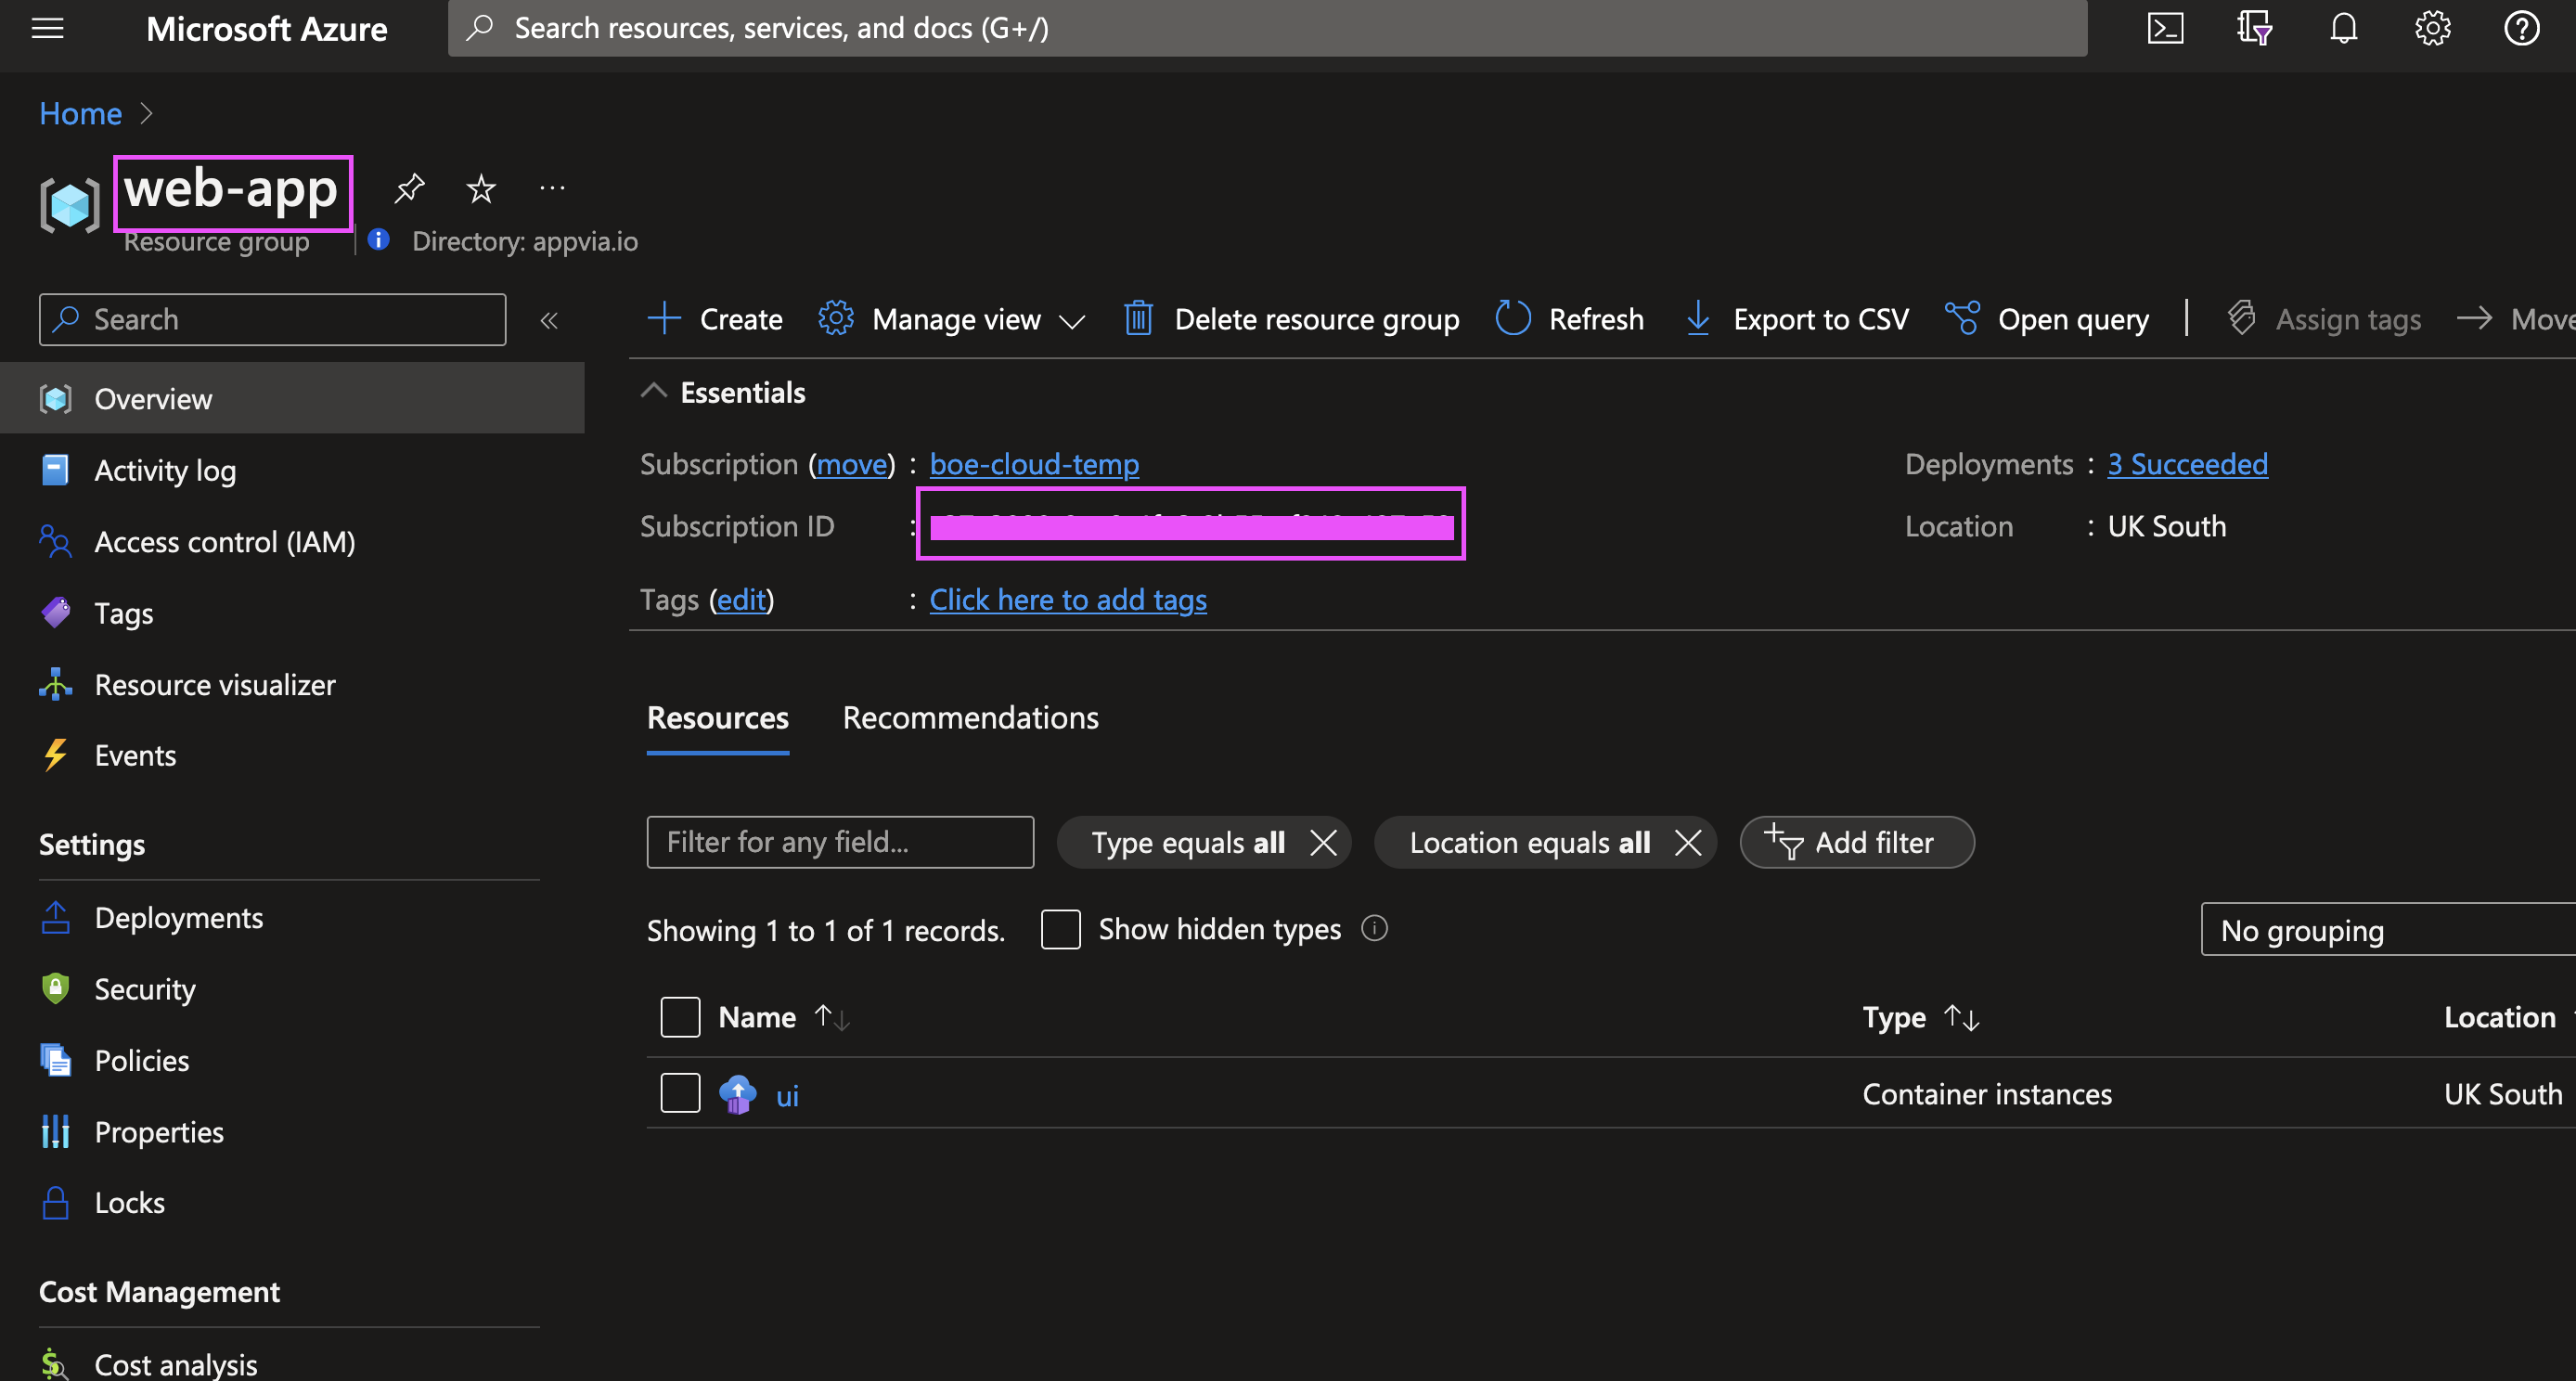 Microsoft Azure
Search resources, services, and docs (G+/)
Home
web-app
Resource group
Directory: appvia.io
Search
Create
Manage view
Delete resource group
Refresh
Export to CSV
Open query
Assign tags
Move
Overview
Activity log
Access control (IAM)
Tags
Resource visualizer
Events
Settings
Deployments
Security
Policies
Properties
Locks
Cost Management
Cost analysis
Essentials
Subscription (move) : boe-cloud-temp
Deployments : 3 Succeeded
Subscription ID :
Location : UK South
Tags (edit) : Click here to add tags
Resources
Recommendations
Filter for any field...
Type equals all
Location equals all
Add filter
Showing 1 to 1 of 1 records.
Show hidden types
No grouping
Name
Type
Location
ui
Container instances
UK South